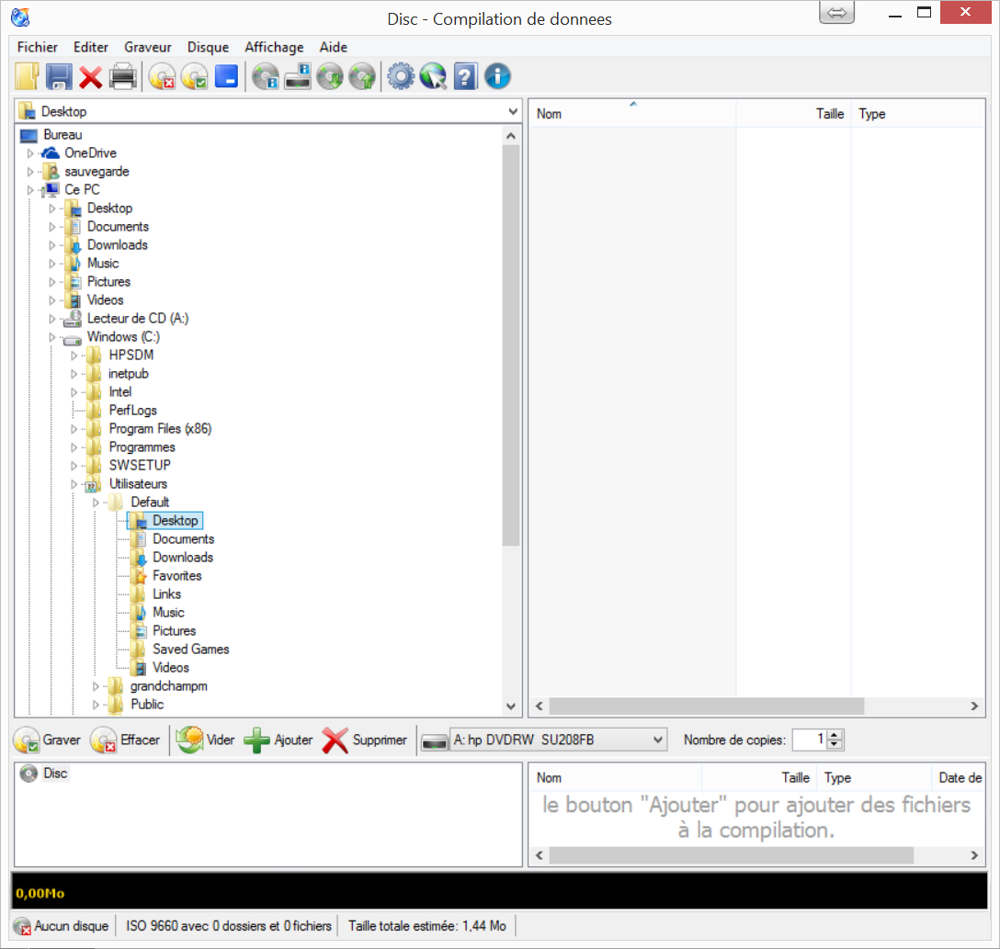 Disc - Compilation de donnees
Fichier Editer Graveur Disque Affichage Aide
Desktop
Nom Taille Type
Bureau
OneDrive
sauvegarde
Ce PC
Desktop
Documents
Downloads
Music
Pictures
Videos
Lecteur de CD (A:)
Windows (C:)
HPSDM
inetpub
Intel
PerfLogs
Program Files (x86)
Programmes
SWSETUP
Utilisateurs
Default
Desktop
Documents
Downloads
Favorites
Links
Music
Pictures
Saved Games
Videos
grandchampm
Public
Graver Effacer Vider Ajouter Supprimer A: hp DVDRW SU208FB Nombre de copies: 1
Disc
Nom Taille Type Date de
le bouton "Ajouter" pour ajouter des fichiers
à la compilation.
0,00Mo
Aucun disque ISO 9660 avec 0 dossiers et 0 fichiers Taille totale estimée: 1,44 Mo